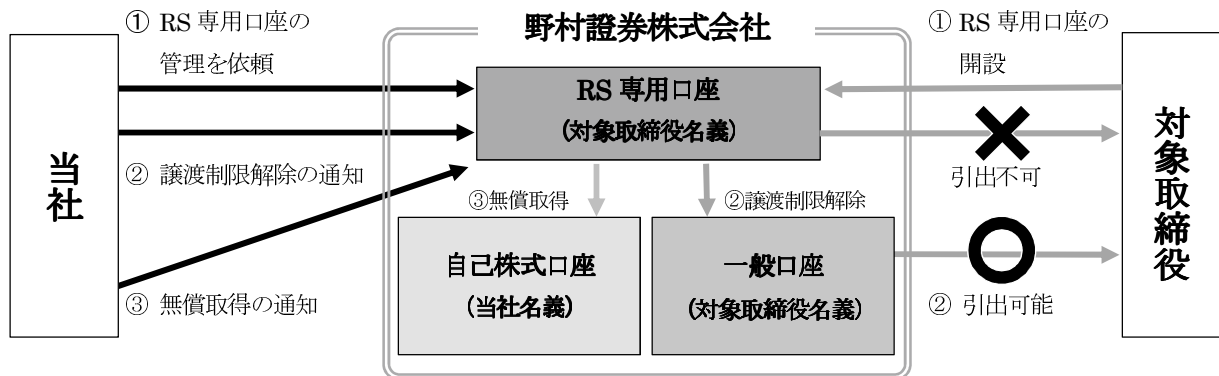 ① RS 専用口座の
管理を依頼
野村證券株式会社
① RS 専用口座の
開設
RS 専用口座
(対象取締役名義)
当社
対象取締役
② 譲渡制限解除の通知
引出不可
③無償取得
②譲渡制限解除
自己株式口座
(当社名義)
一般口座
(対象取締役名義)
③ 無償取得の通知
② 引出可能